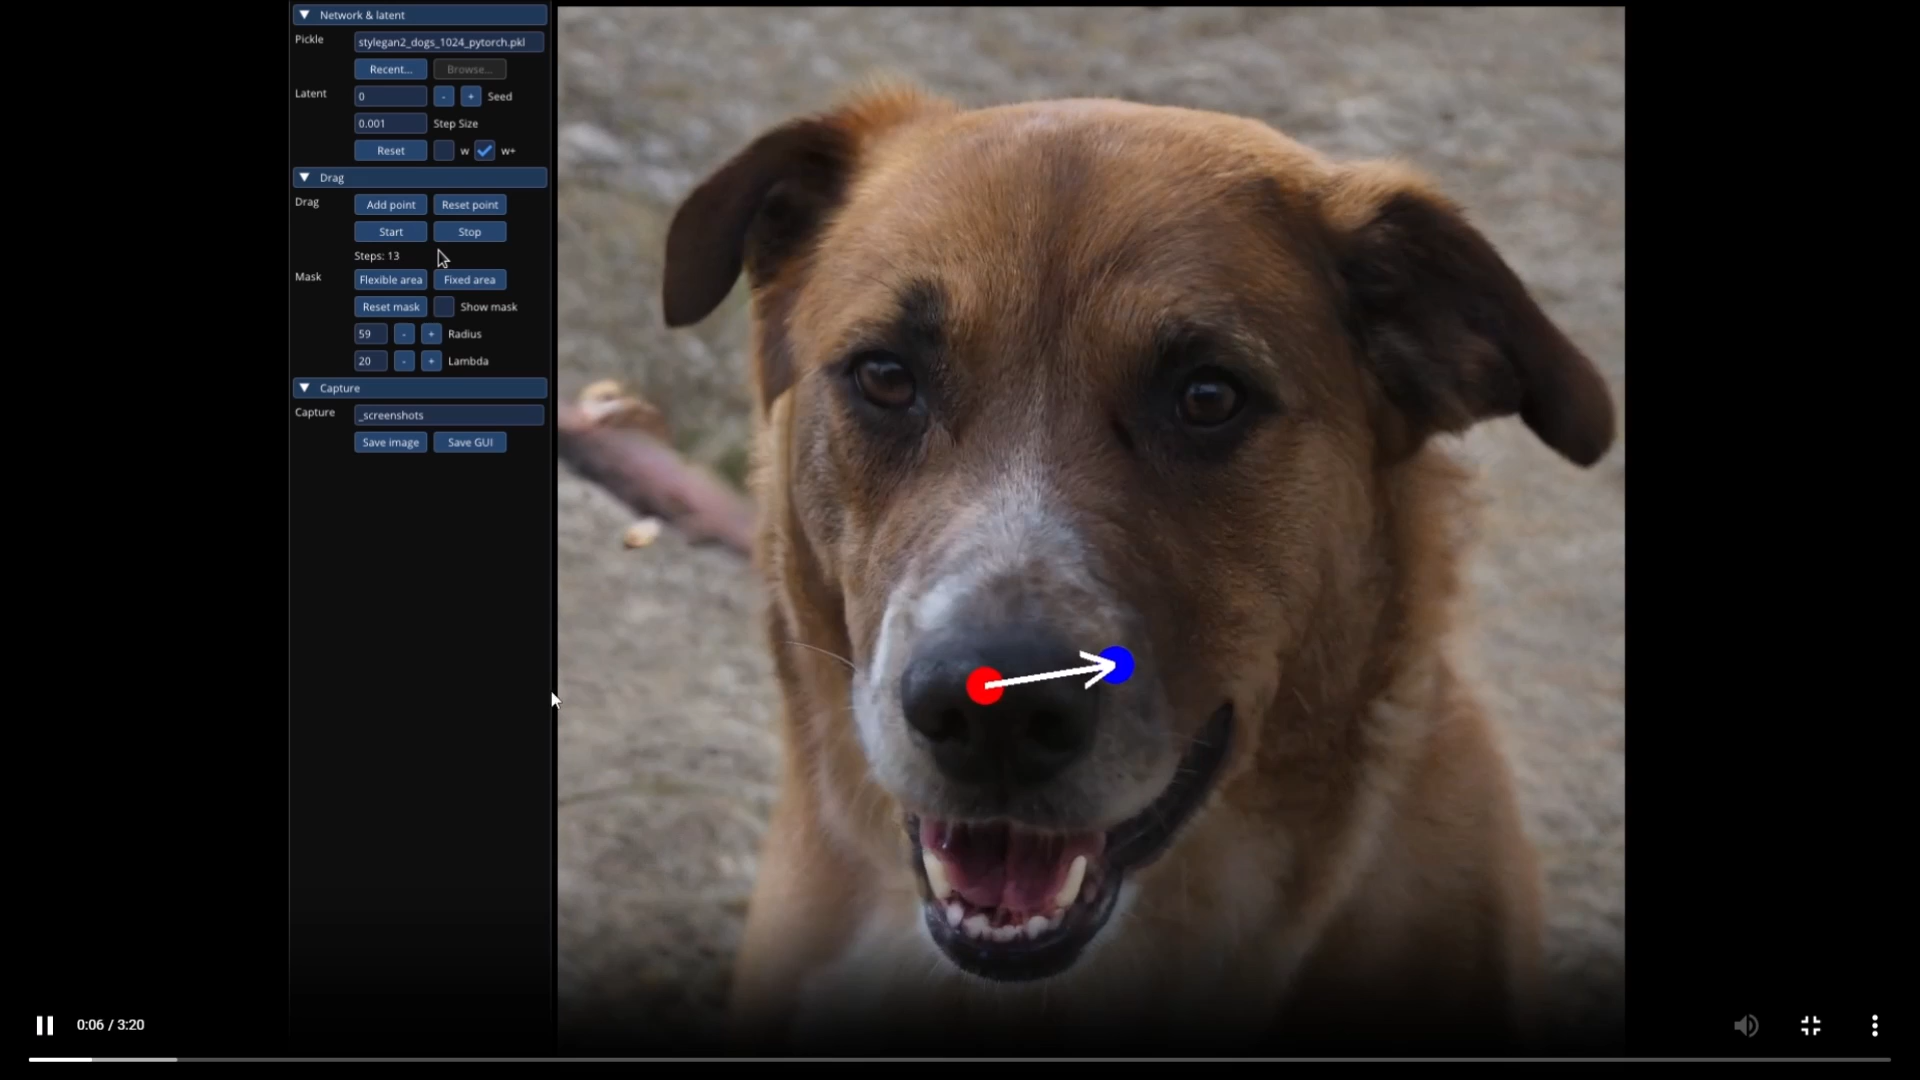 Network & latent
Pickle stylegan2_dogs_1024_pytorch.pkl
Recent... Browse...
Latent 0 - + Seed
0.001 Step Size
Reset w w+
Drag
Drag Add point Reset point
Start Stop
Steps: 13
Mask Flexible area Fixed area
Reset mask Show mask
59 - + Radius
20 - + Lambda
Capture
Capture _screenshots
Save image Save GUI
0:06 / 3:20